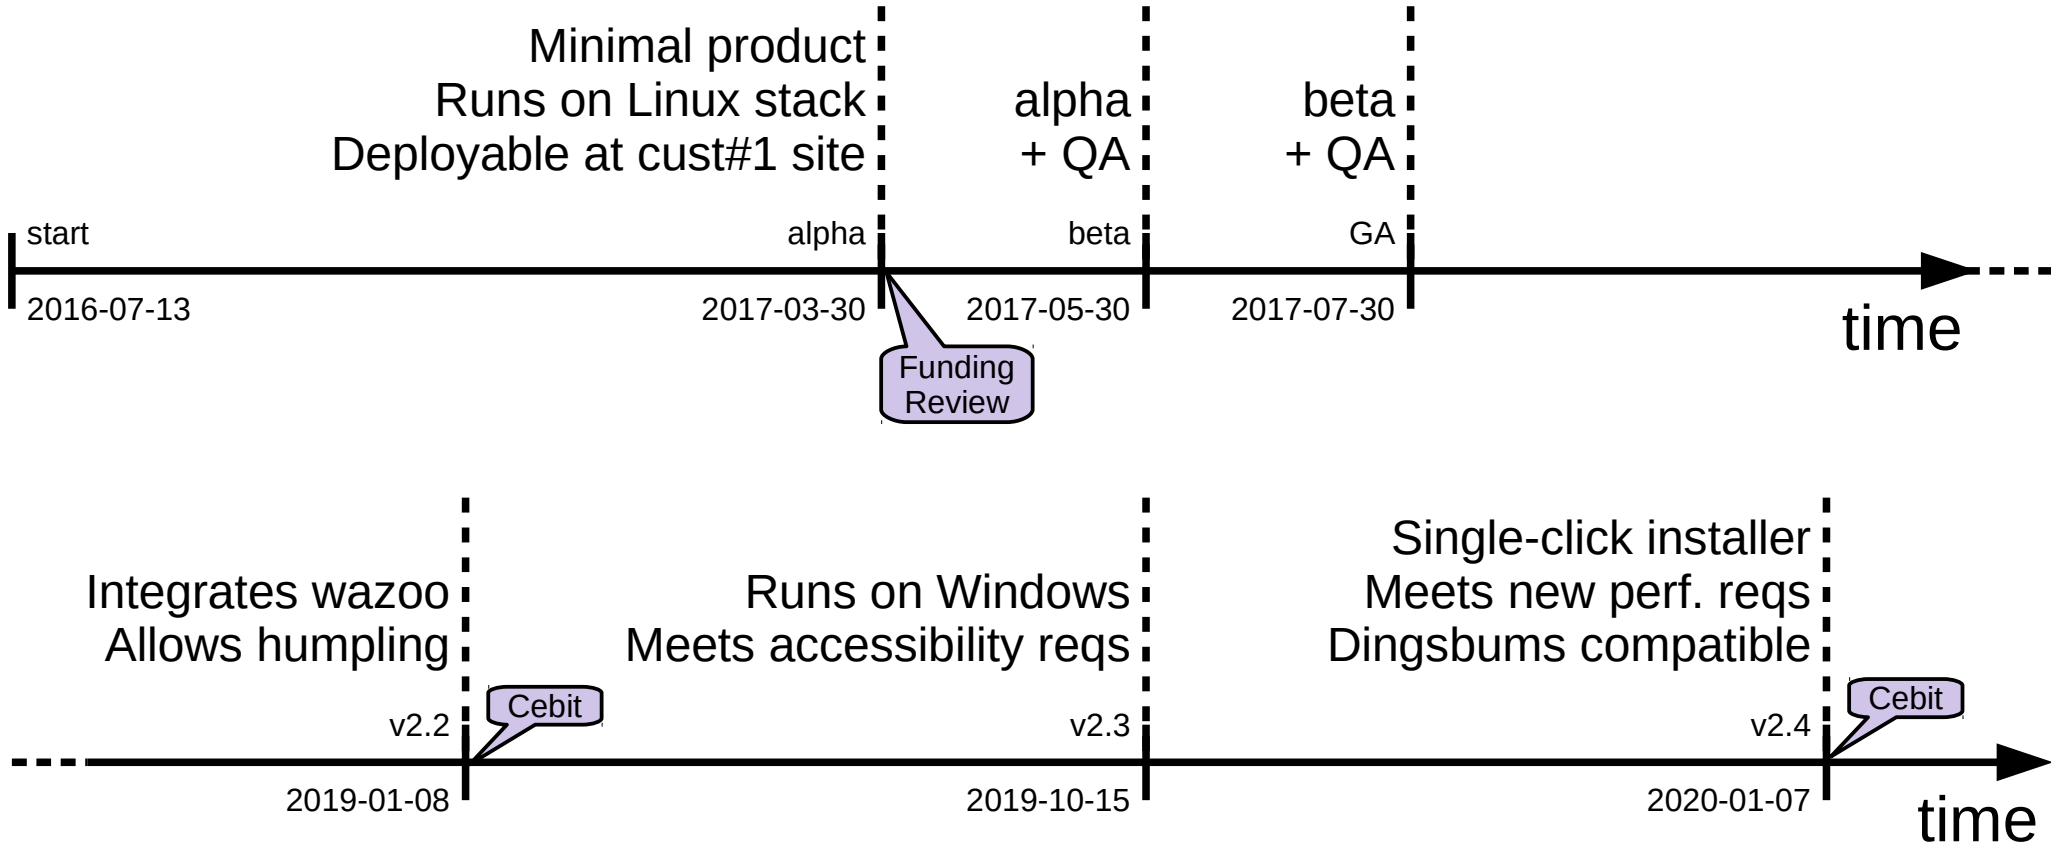 Minimal product
Runs on Linux stack
Deployable at cust#1 site
alpha
+ QA
beta
+ QA
start
alpha
beta
GA
2016-07-13
2017-03-30
2017-05-30
2017-07-30
time
Funding
Review
Integrates wazoo
Allows humpling
Runs on Windows
Meets accessibility reqs
Single-click installer
Meets new perf. reqs
Dingsbums compatible
v2.2
Cebit
v2.3
v2.4
Cebit
2019-01-08
2019-10-15
2020-01-07
time